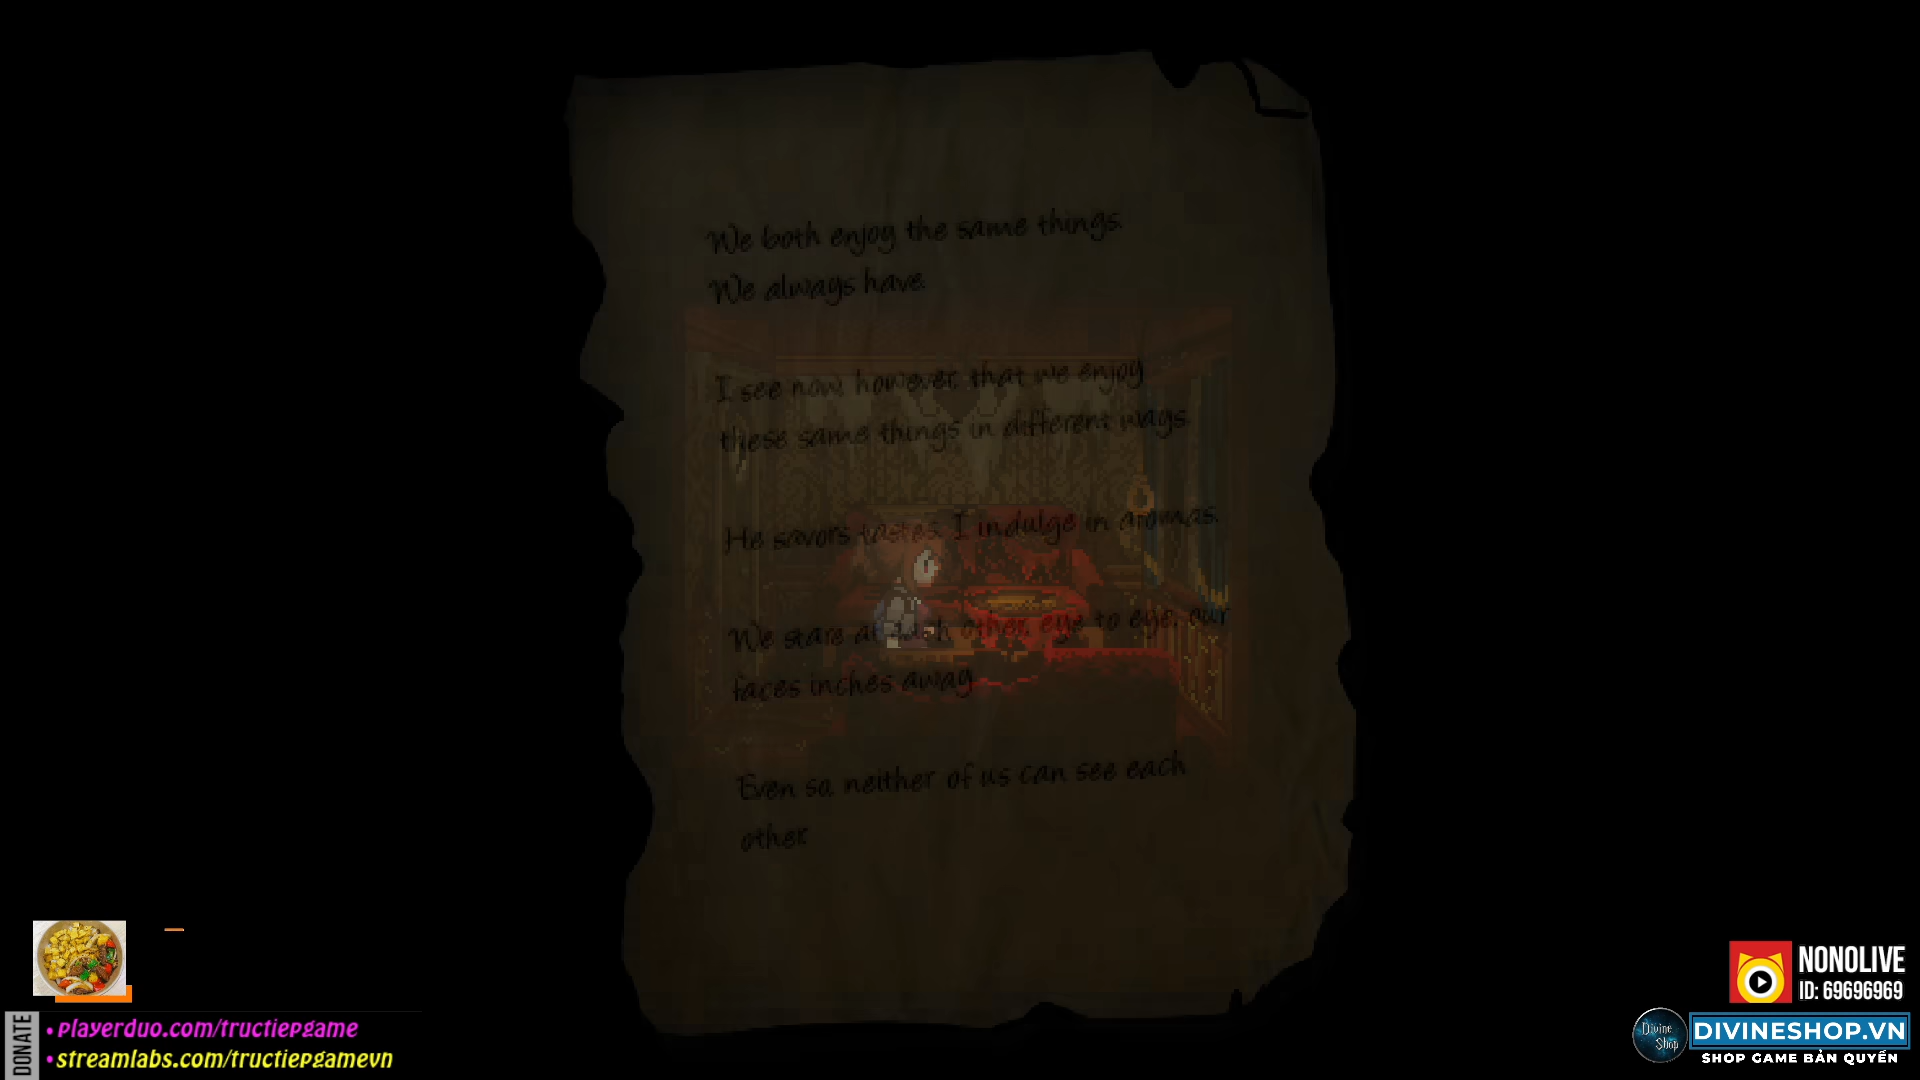 We both enjoy the same things.
We always have.
I see now, however, that we enjoy
these same things in different ways.
He savors tastes. I indulge in aromas.
We stare at each other, eye to eye, our
faces inches away.
Even so, neither of us can see each
other.
DONATE
• playerduo.com/tructiepgame
• streamlabs.com/tructiepgamevn
NONOLIVE
ID: 69696969
Divine Shop
DIVINESHOP.VN
SHOP GAME BẢN QUYỀN